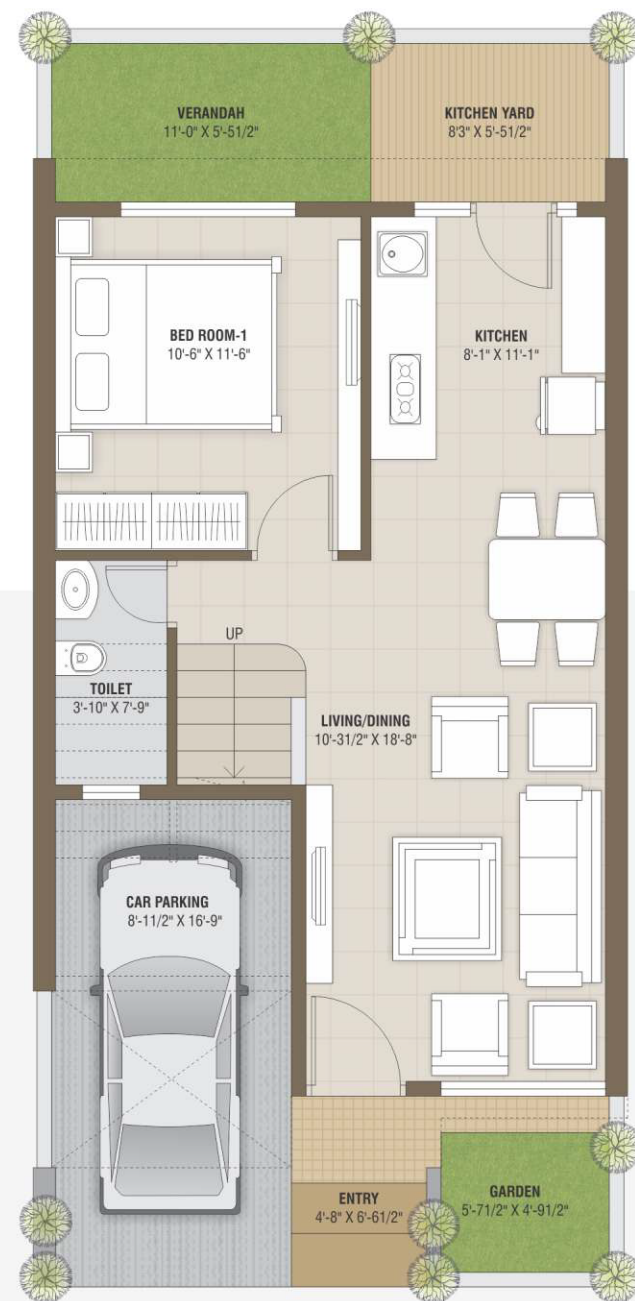 VERANDAH
11'-0" X 5'-51/2"
KITCHEN YARD
8'3" X 5'-51/2"
BED ROOM-1
10'-6" X 11'-6"
KITCHEN
8'-1" X 11'-1"
UP
TOILET
3'-10" X 7'-9"
LIVING/DINING
10'-31/2" X 18'-8"
CAR PARKING
8'-11/2" X 16'-9"
ENTRY
4'-8" X 6'-61/2"
GARDEN
5'-71/2" X 4'-91/2"